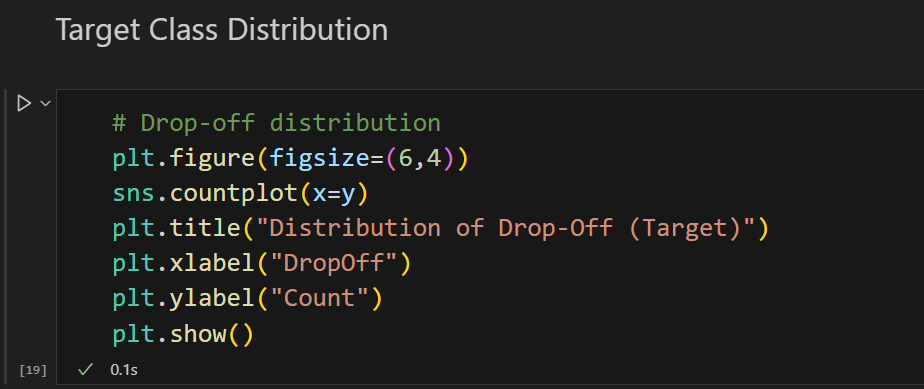 Target Class Distribution
# Drop-off distribution
plt.figure(figsize=(6,4))
sns.countplot(x=y)
plt.title("Distribution of Drop-Off (Target)")
plt.xlabel("DropOff")
plt.ylabel("Count")
plt.show()
[19] ✓ 0.1s